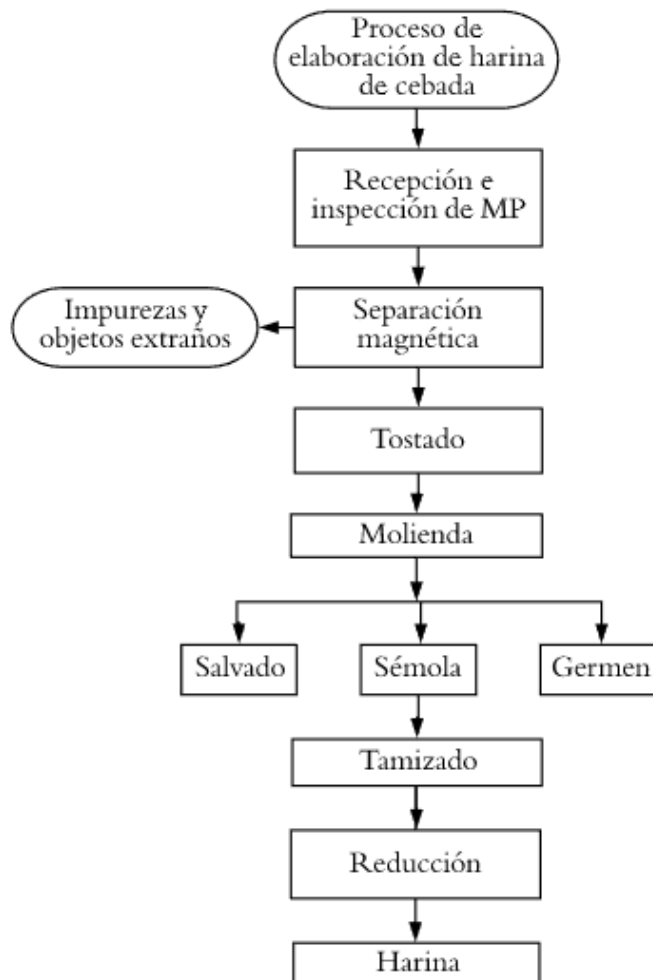 Proceso de
elaboración de harina
de cebada
Recepción e
inspección de MP
Impurezas y
objetos extraños
Separación
magnética
Tostado
Molienda
Salvado
Sémola
Germen
Tamizado
Reducción
Harina